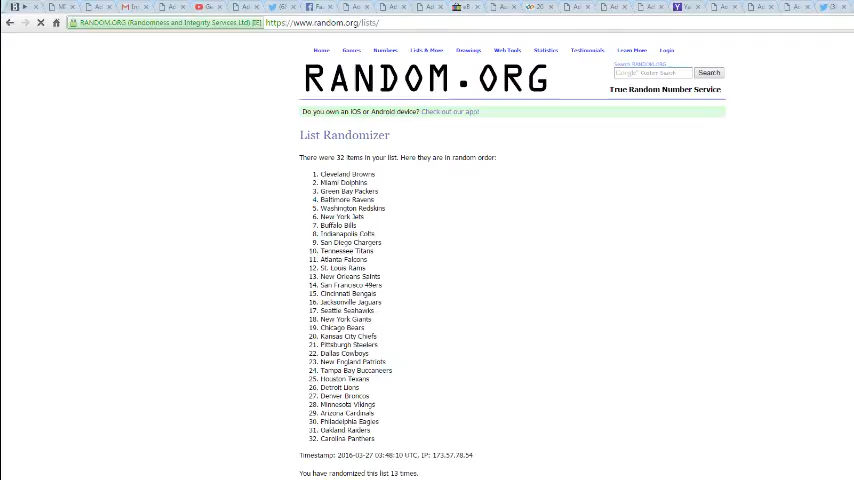 RANDOM.ORG (Randomness and Integrity Services Ltd) [IE]
https://www.random.org/lists/
Home Games Numbers Lists & More Drawings Web Tools Statistics Testimonials Learn More Login
RANDOM.ORG
Search RANDOM.ORG
Google™ Custom Search
Search
True Random Number Service
Do you own an iOS or Android device? Check out our app!
List Randomizer
There were 32 items in your list. Here they are in random order:
1. Cleveland Browns
2. Miami Dolphins
3. Green Bay Packers
4. Baltimore Ravens
5. Washington Redskins
6. New York Jets
7. Buffalo Bills
8. Indianapolis Colts
9. San Diego Chargers
10. Tennessee Titans
11. Atlanta Falcons
12. St. Louis Rams
13. New Orleans Saints
14. San Francisco 49ers
15. Cincinnati Bengals
16. Jacksonville Jaguars
17. Seattle Seahawks
18. New York Giants
19. Chicago Bears
20. Kansas City Chiefs
21. Pittsburgh Steelers
22. Dallas Cowboys
23. New England Patriots
24. Tampa Bay Buccaneers
25. Houston Texans
26. Detroit Lions
27. Denver Broncos
28. Minnesota Vikings
29. Arizona Cardinals
30. Philadelphia Eagles
31. Oakland Raiders
32. Carolina Panthers
Timestamp: 2016-03-27 03:48:10 UTC, IP: 173.57.78.54
You have randomized this list 13 times.